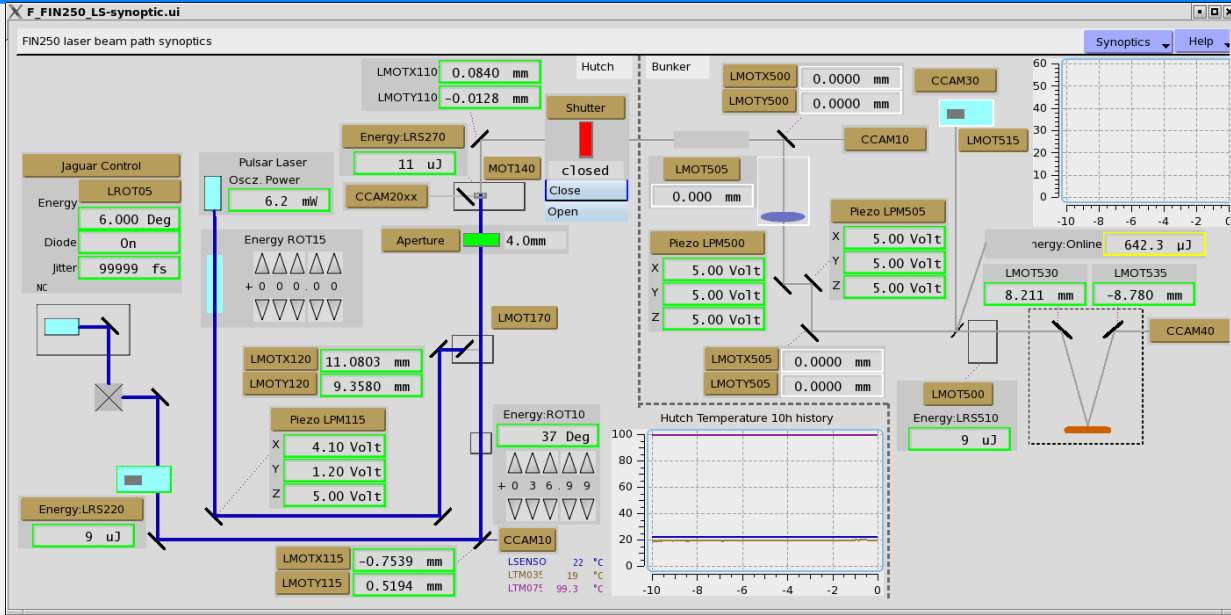 F_FIN250_LS-synoptic.ui
FIN250 laser beam path synoptics
Synoptics
Help
LMOTX110
0.0840 mm
LMOTY110
-0.0128 mm
Hutch
Bunker
LMOTX500
0.0000 mm
LMOTY500
0.0000 mm
CCAM30
Shutter
closed
Close
Open
Energy:LRS270
11 uJ
MOT140
CCAM20xx
CCAM10
LMOT515
60
50
40
30
20
10
0
-10
-8
-6
-4
-2
-0
Jaguar Control
LROT05
Energy
6.000 Deg
Diode
On
Jitter
99999 fs
NC
Pulsar Laser
Oscz. Power
6.2 mW
Energy ROT15
+ 0 0 0 . 0 0
Aperture
4.0mm
LMOT505
0.000 mm
Piezo LPM500
X 5.00 Volt
Y 5.00 Volt
Z 5.00 Volt
Piezo LPM505
X 5.00 Volt
Y 5.00 Volt
Z 5.00 Volt
nergy:Online
642.3 µJ
LMOT530
8.211 mm
LMOT535
-8.780 mm
LMOT170
CCAM40
LMOTX120
11.0803 mm
LMOTY120
9.3580 mm
LMOTX505
0.0000 mm
LMOTY505
0.0000 mm
LMOT500
Energy:LRS510
9 uJ
Piezo LPM115
X 4.10 Volt
Y 1.20 Volt
Z 5.00 Volt
Energy:ROT10
37 Deg
+ 0 3 6 . 9 9
Hutch Temperature 10h history
100
80
60
40
20
0
-10
-8
-6
-4
-2
0
Energy:LRS220
9 uJ
CCAM10
LMOTX115
-0.7539 mm
LMOTY115
0.5194 mm
LSENSO 22 °C
LTM035 19 °C
LTM075 99.3 °C